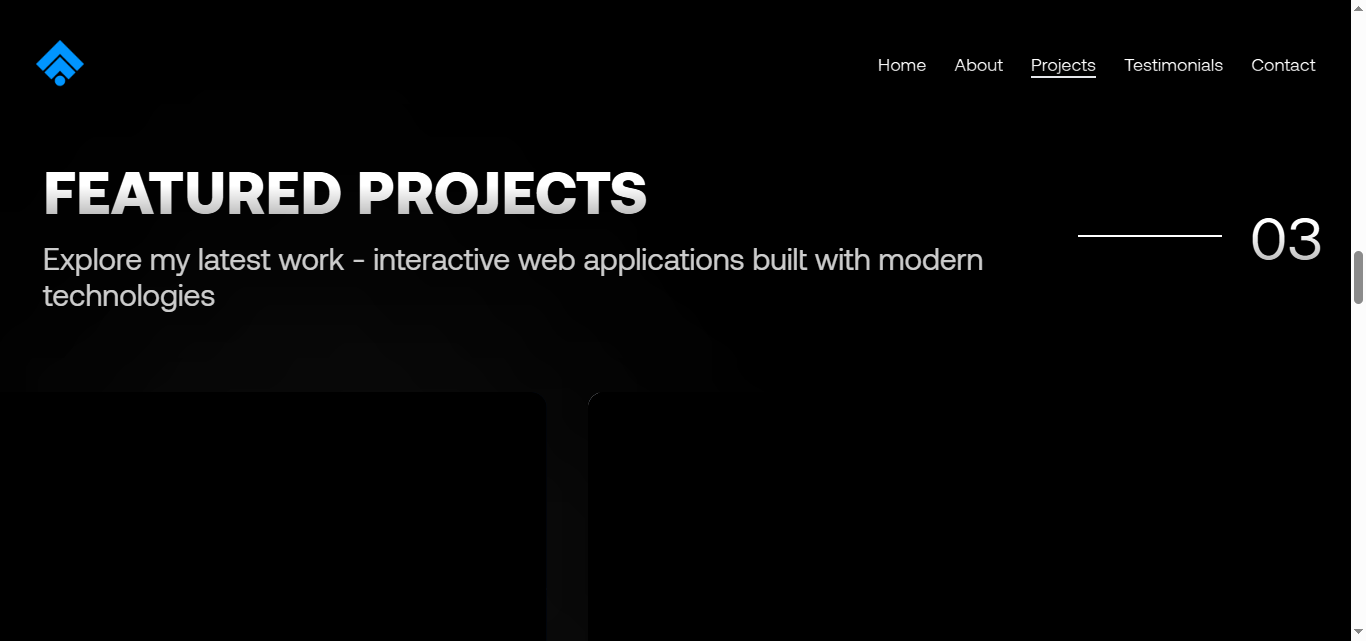 Home
About
Projects
Testimonials
Contact
FEATURED PROJECTS
Explore my latest work - interactive web applications built with modern
technologies
03